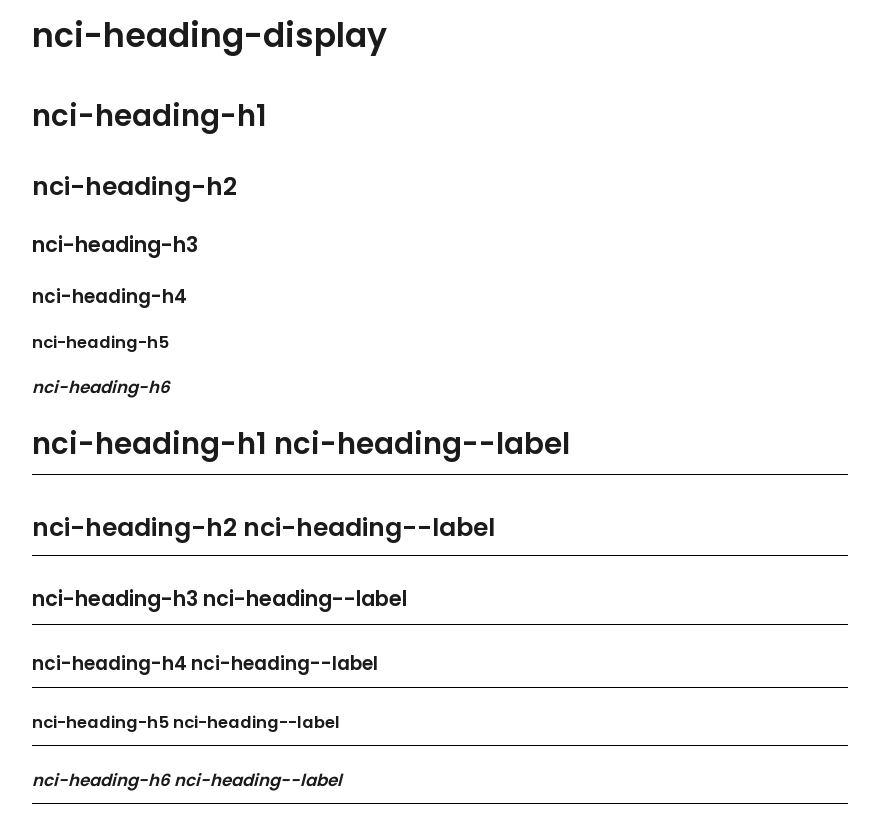 nci-heading-display
nci-heading-h1
nci-heading-h2
nci-heading-h3
nci-heading-h4
nci-heading-h5
nci-heading-h6
nci-heading-h1 nci-heading--label
nci-heading-h2 nci-heading--label
nci-heading-h3 nci-heading--label
nci-heading-h4 nci-heading--label
nci-heading-h5 nci-heading--label
nci-heading-h6 nci-heading--label